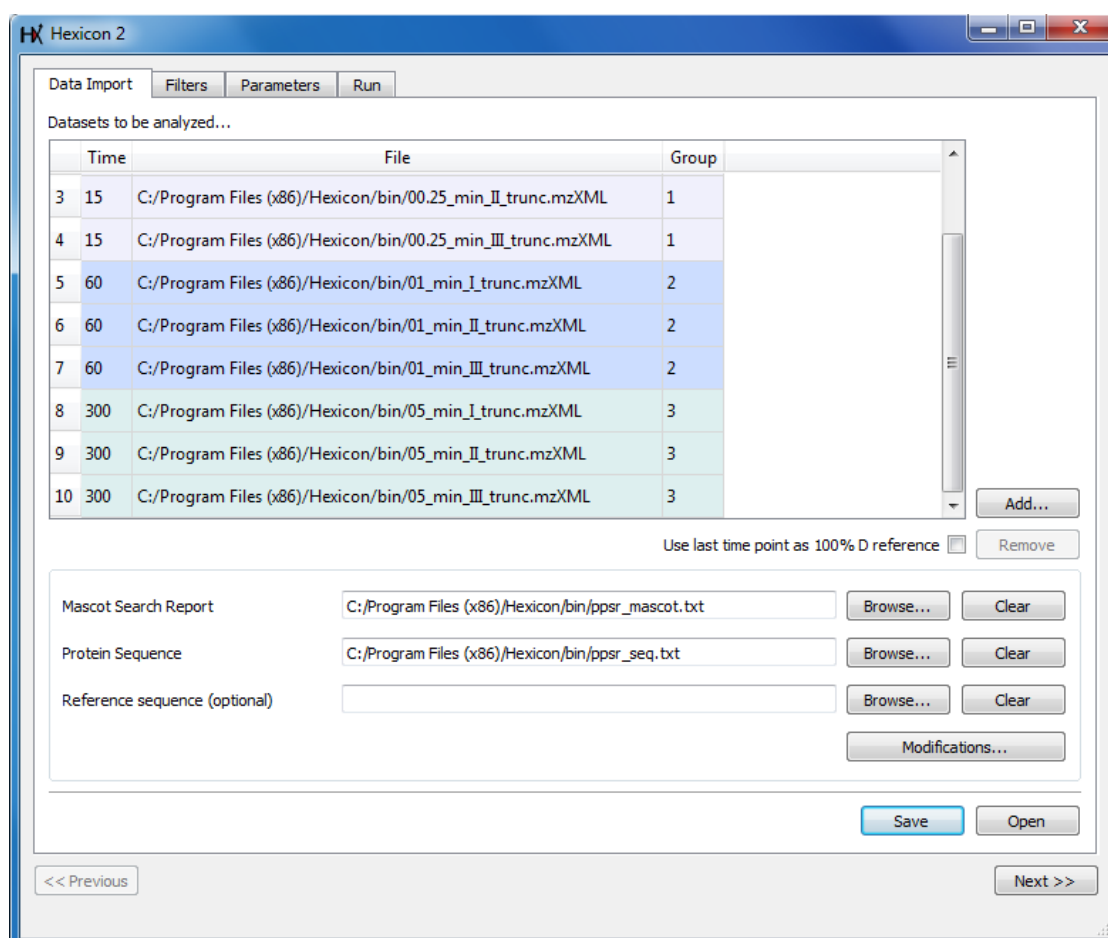 Hexicon 2
Data Import Filters Parameters Run
Datasets to be analyzed...
Time File Group
3 15 C:/Program Files (x86)/Hexicon/bin/00.25_min_II_trunc.mzXML 1
4 15 C:/Program Files (x86)/Hexicon/bin/00.25_min_III_trunc.mzXML 1
5 60 C:/Program Files (x86)/Hexicon/bin/01_min_I_trunc.mzXML 2
6 60 C:/Program Files (x86)/Hexicon/bin/01_min_II_trunc.mzXML 2
7 60 C:/Program Files (x86)/Hexicon/bin/01_min_III_trunc.mzXML 2
8 300 C:/Program Files (x86)/Hexicon/bin/05_min_I_trunc.mzXML 3
9 300 C:/Program Files (x86)/Hexicon/bin/05_min_II_trunc.mzXML 3
10 300 C:/Program Files (x86)/Hexicon/bin/05_min_III_trunc.mzXML 3
Add...
Use last time point as 100% D reference Remove
Mascot Search Report C:/Program Files (x86)/Hexicon/bin/ppsr_mascot.txt Browse... Clear
Protein Sequence C:/Program Files (x86)/Hexicon/bin/ppsr_seq.txt Browse... Clear
Reference sequence (optional) Browse... Clear
Modifications...
Save Open
<< Previous Next >>